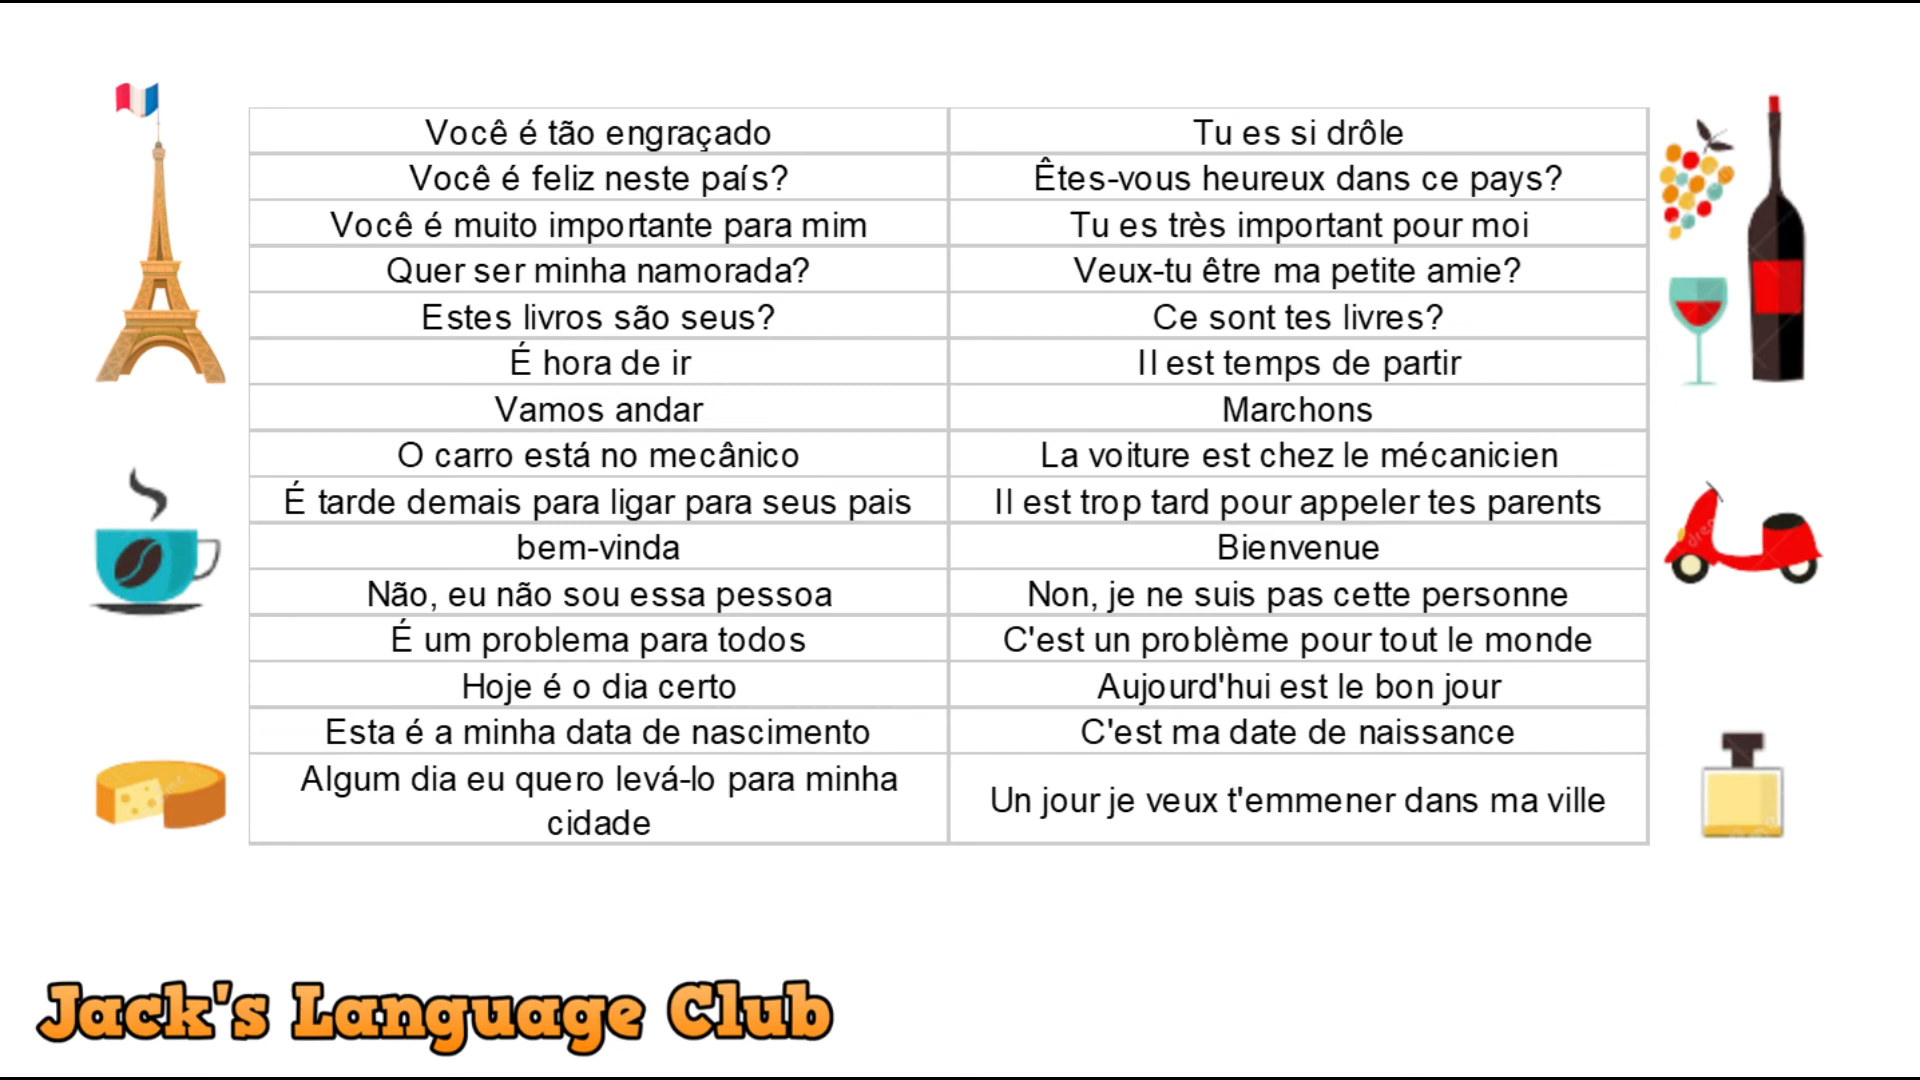 Você é tão engraçado Tu es si drôle
Você é feliz neste país? Êtes-vous heureux dans ce pays?
Você é muito importante para mim Tu es très important pour moi
Quer ser minha namorada? Veux-tu être ma petite amie?
Estes livros são seus? Ce sont tes livres?
É hora de ir Il est temps de partir
Vamos andar Marchons
O carro está no mecânico La voiture est chez le mécanicien
É tarde demais para ligar para seus pais Il est trop tard pour appeler tes parents
bem-vinda Bienvenue
Não, eu não sou essa pessoa Non, je ne suis pas cette personne
É um problema para todos C'est un problème pour tout le monde
Hoje é o dia certo Aujourd'hui est le bon jour
Esta é a minha data de nascimento C'est ma date de naissance
Algum dia eu quero levá-lo para minha
cidade
Un jour je veux t'emmener dans ma ville
Jack's Language Club